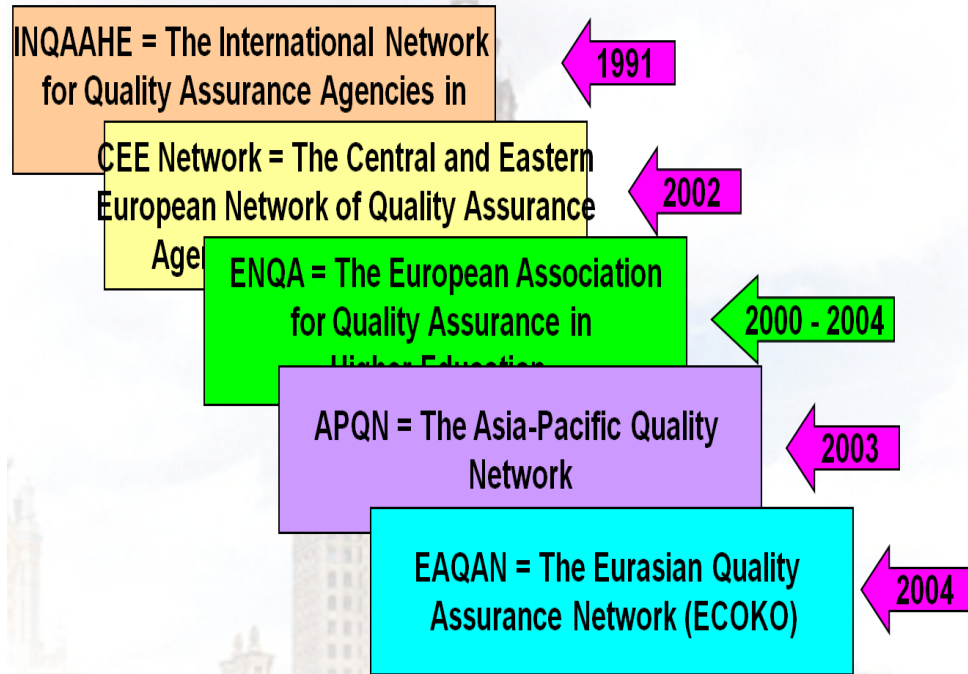 INQAAHE = The International Network
for Quality Assurance Agencies in
1991
CEE Network = The Central and Eastern
European Network of Quality Assurance
2002
ENQA = The European Association
for Quality Assurance in
Higher Education
2000 - 2004
APQN = The Asia-Pacific Quality
Network
2003
EAQAN = The Eurasian Quality
Assurance Network (ECOKO)
2004